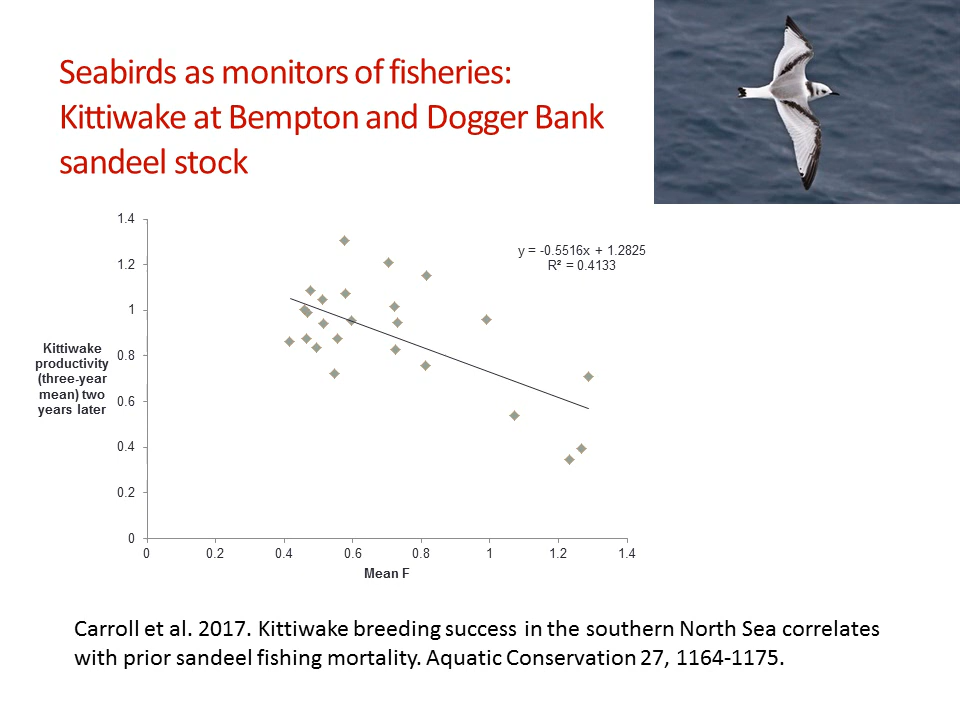 Seabirds as monitors of fisheries:
Kittiwake at Bempton and Dogger Bank
sandeel stock
1.4
1.2
1
0.8
0.6
0.4
0.2
0
Kittiwake
productivity
(three-year
mean) two
years later
y = -0.5516x + 1.2825
R² = 0.4133
0 0.2 0.4 0.6 0.8 1 1.2 1.4
Mean F
Carroll et al. 2017. Kittiwake breeding success in the southern North Sea correlates
with prior sandeel fishing mortality. Aquatic Conservation 27, 1164-1175.